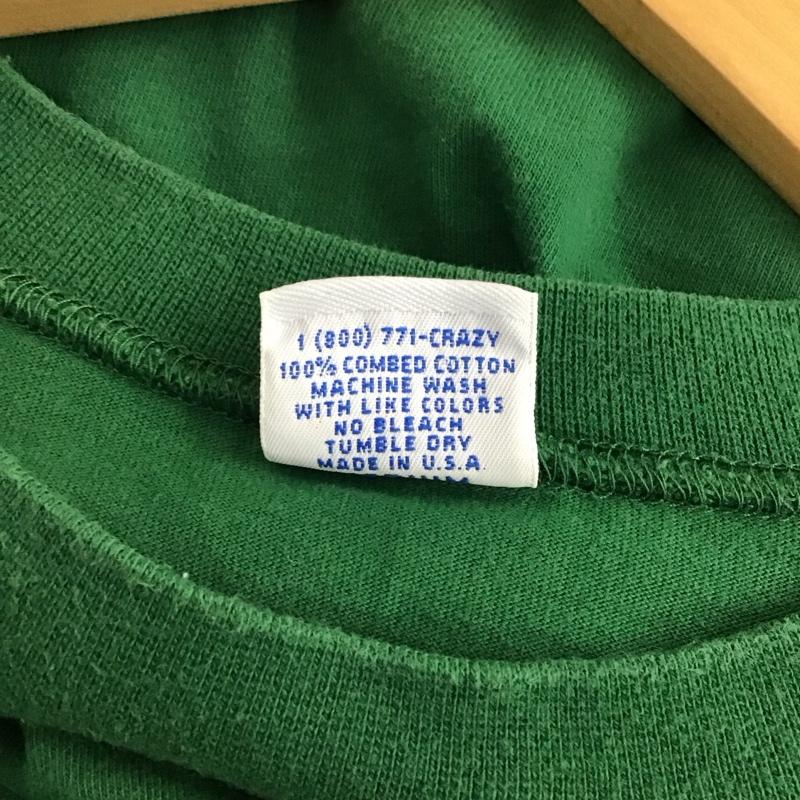 1 (800) 771-CRAZY
100% COMBED COTTON
MACHINE WASH
WITH LIKE COLORS
NO BLEACH
TUMBLE DRY
MADE IN U.S.A.